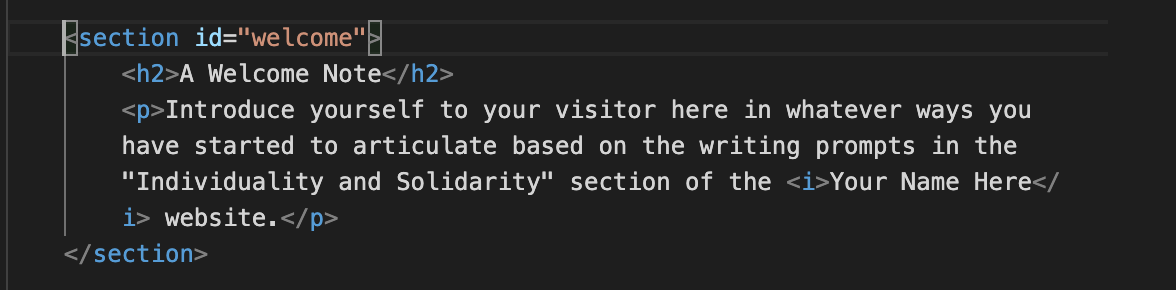 <section id="welcome">
<h2>A Welcome Note</h2>
<p>Introduce yourself to your visitor here in whatever ways you
have started to articulate based on the writing prompts in the
"Individuality and Solidarity" section of the <i>Your Name Here</
i> website.</p>
</section>